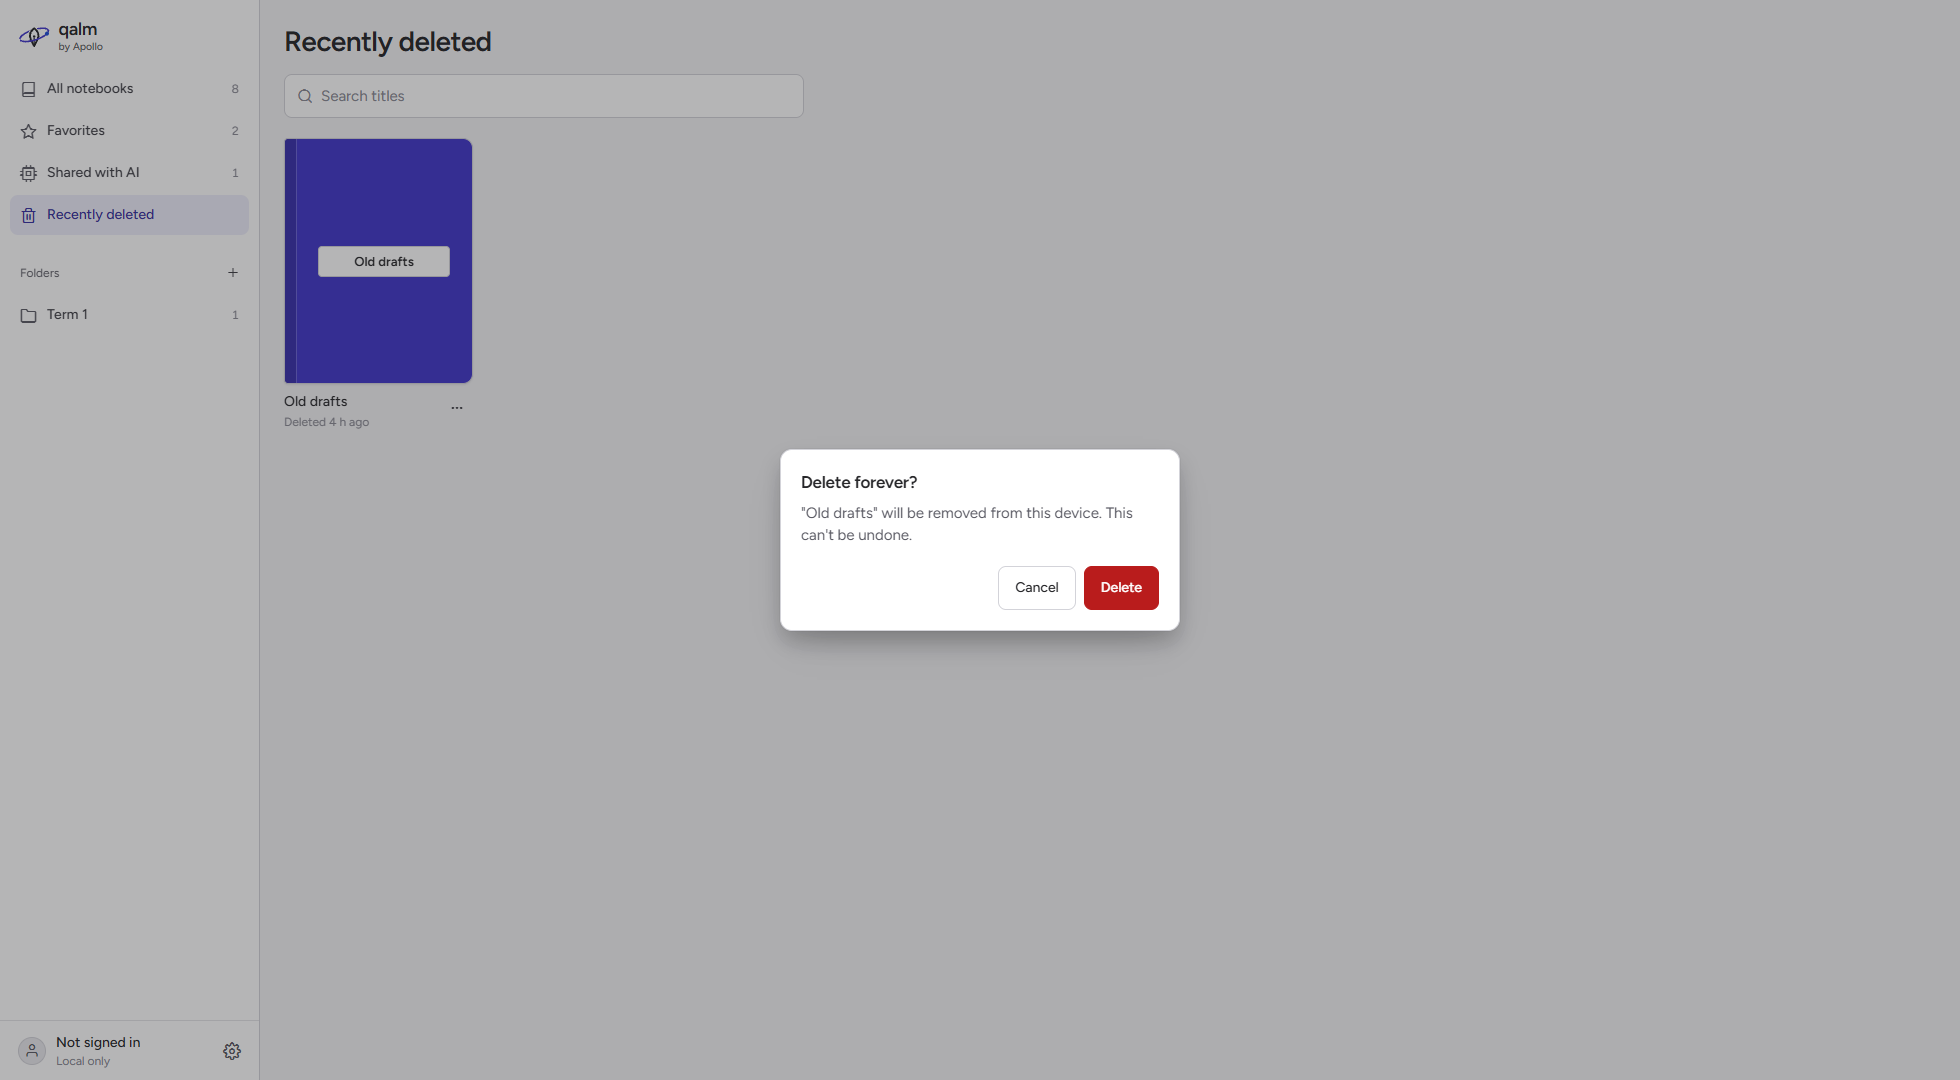 qalm
by Apollo
All notebooks 8
Favorites 2
Shared with AI 1
Recently deleted
Folders +
Term 1 1
Not signed in
Local only
Recently deleted
Search titles
Old drafts
Old drafts
Deleted 4 h ago
Delete forever?
"Old drafts" will be removed from this device. This
can't be undone.
Cancel Delete